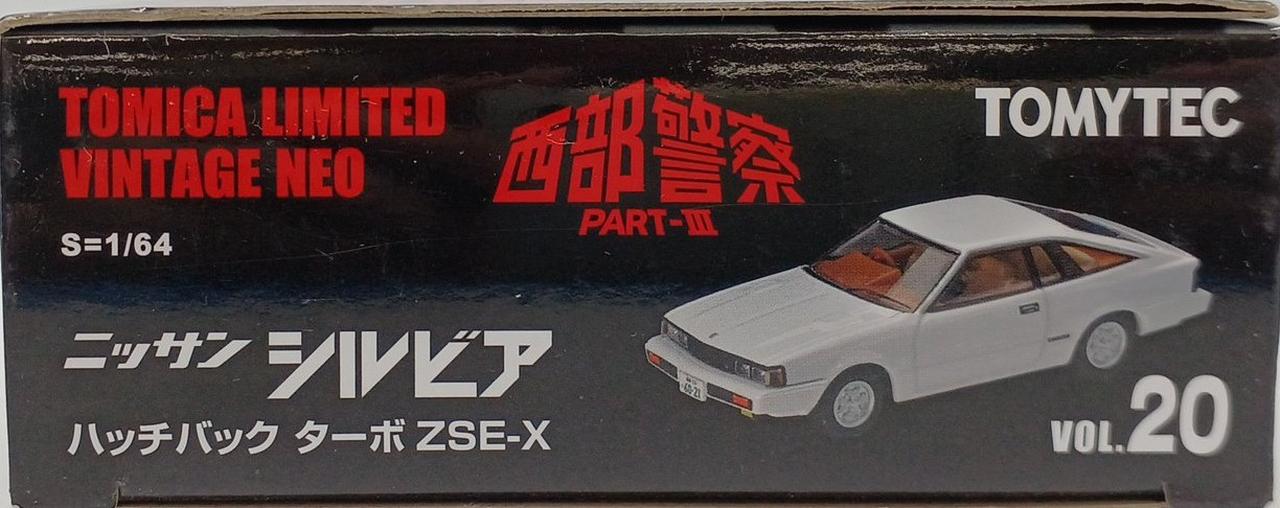 TOMICA LIMITED
VINTAGE NEO
S=1/64
西部警察
PART-III
TOMYTEC
ニッサン シルビア
ハッチバック ターボ ZSE-X
VOL.20